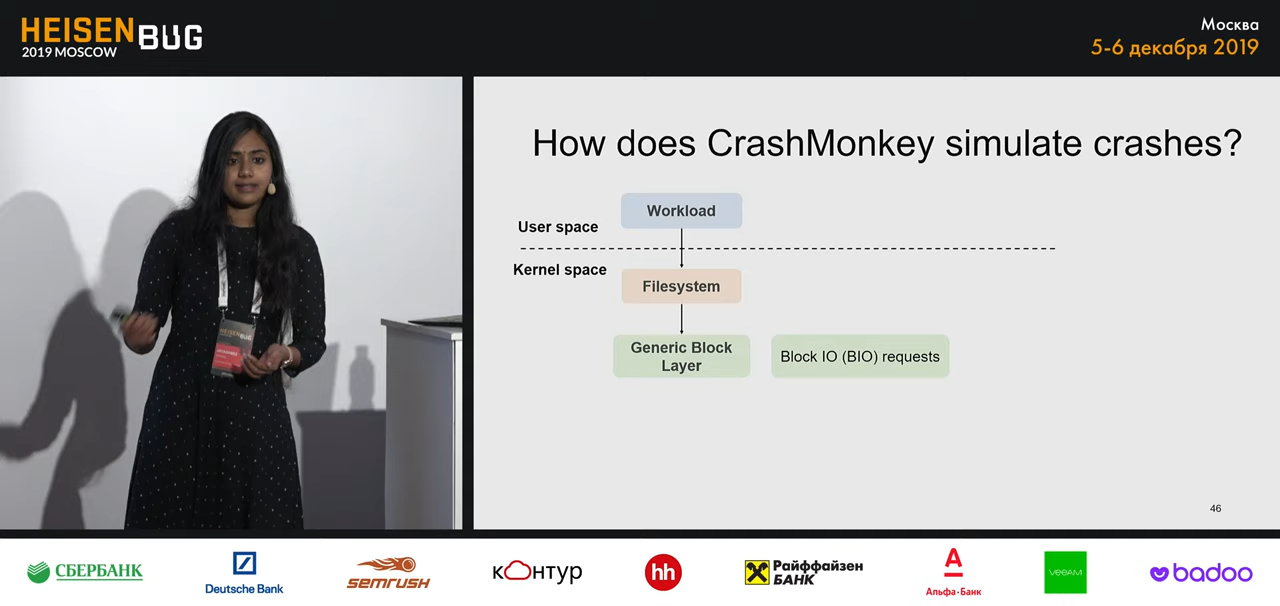 HEISENBUG
2019 MOSCOW
Москва
5-6 декабря 2019
How does CrashMonkey simulate crashes?
Workload
User space
Kernel space
Filesystem
Generic Block
Layer
Block IO (BIO) requests
46
СБЕРБАНК
Deutsche Bank
semrush
контур
hh
Райффайзен
БАНК
А
Альфа·Банк
veeam
badoo